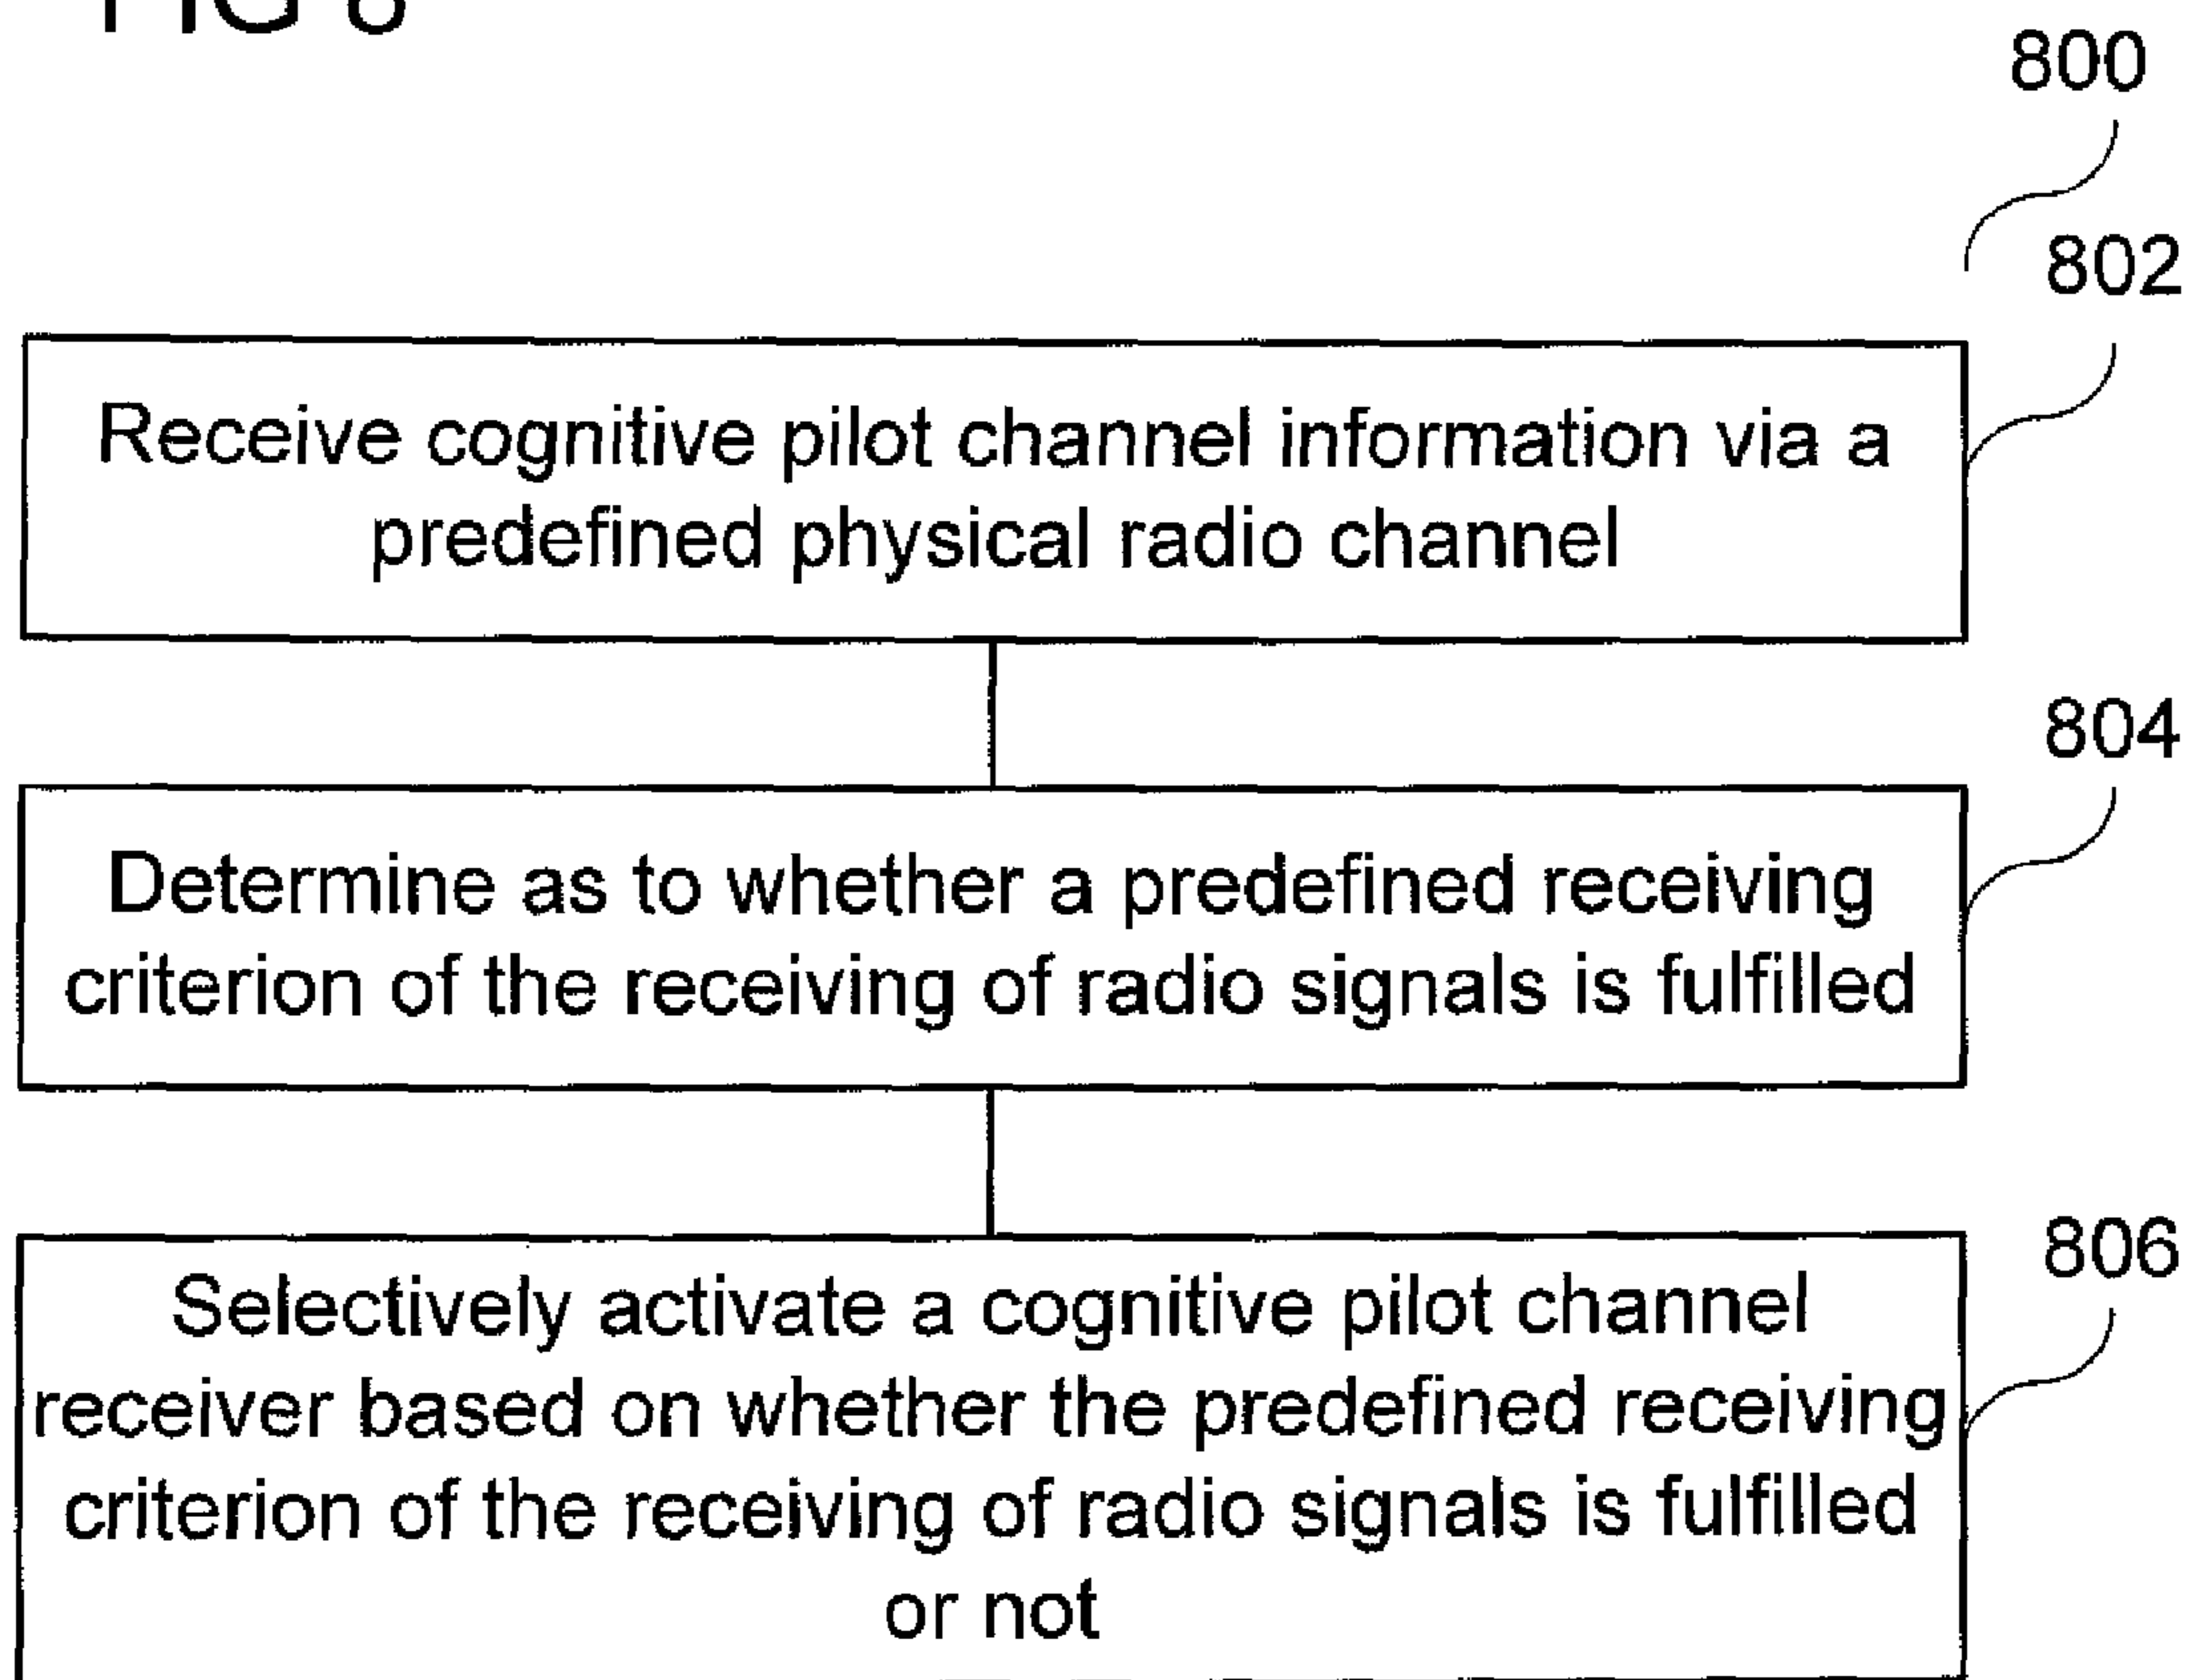 FIG 8
800
802
Receive cognitive pilot channel information via a
predefined physical radio channel
804
Determine as to whether a predefined receiving
criterion of the receiving of radio signals is fulfilled
806
Selectively activate a cognitive pilot channel
receiver based on whether the predefined receiving
criterion of the receiving of radio signals is fulfilled
or not